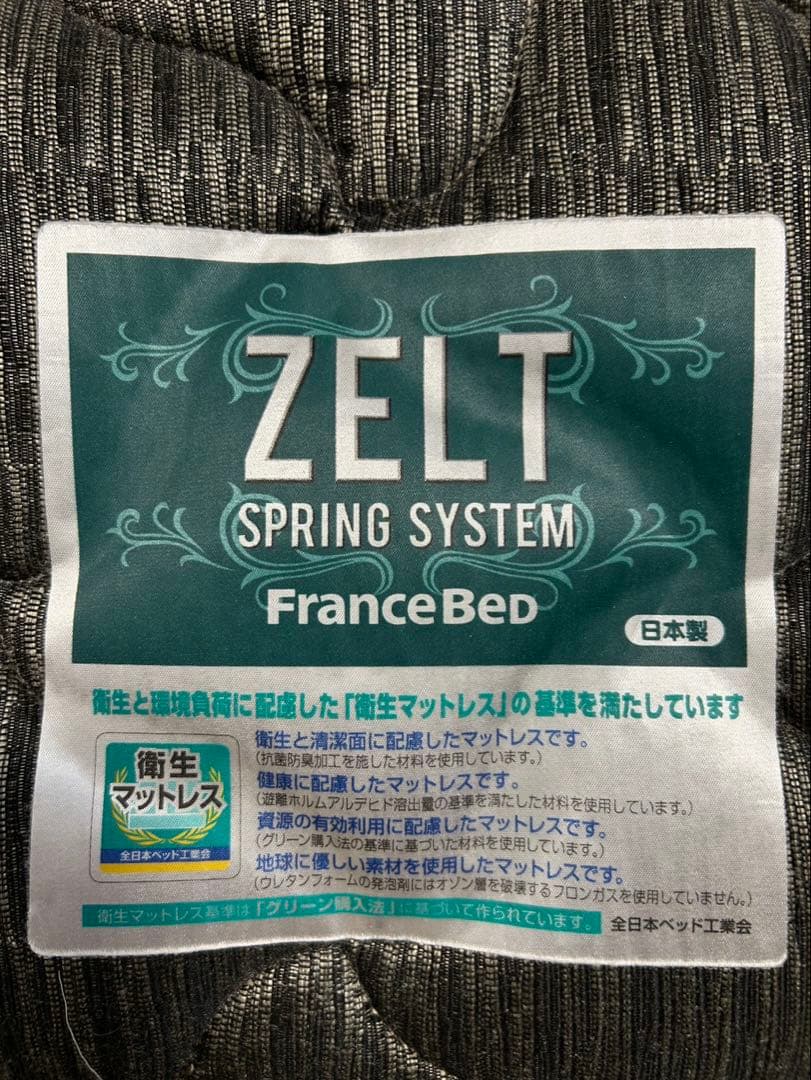 ZELT
SPRING SYSTEM
FranceBed
日本製
衛生と環境負荷に配慮した「衛生マットレス」の基準を満たしています
衛生
マットレス
全日本ベッド工業会
衛生と清潔面に配慮したマットレスです。
(抗菌防臭加工を施した材料を使用しています。)
健康に配慮したマットレスです。
(遊離ホルムアルデヒド溶出量の基準を満たした材料を使用しています。)
資源の有効利用に配慮したマットレスです。
(グリーン購入法の基準に基づいた材料を使用しています。)
地球に優しい素材を使用したマットレスです。
(ウレタンフォームの発泡剤にはオゾン層を破壊するフロンガスを使用していません。)
衛生マットレス基準は「グリーン購入法」に基づいて作られています。 全日本ベッド工業会